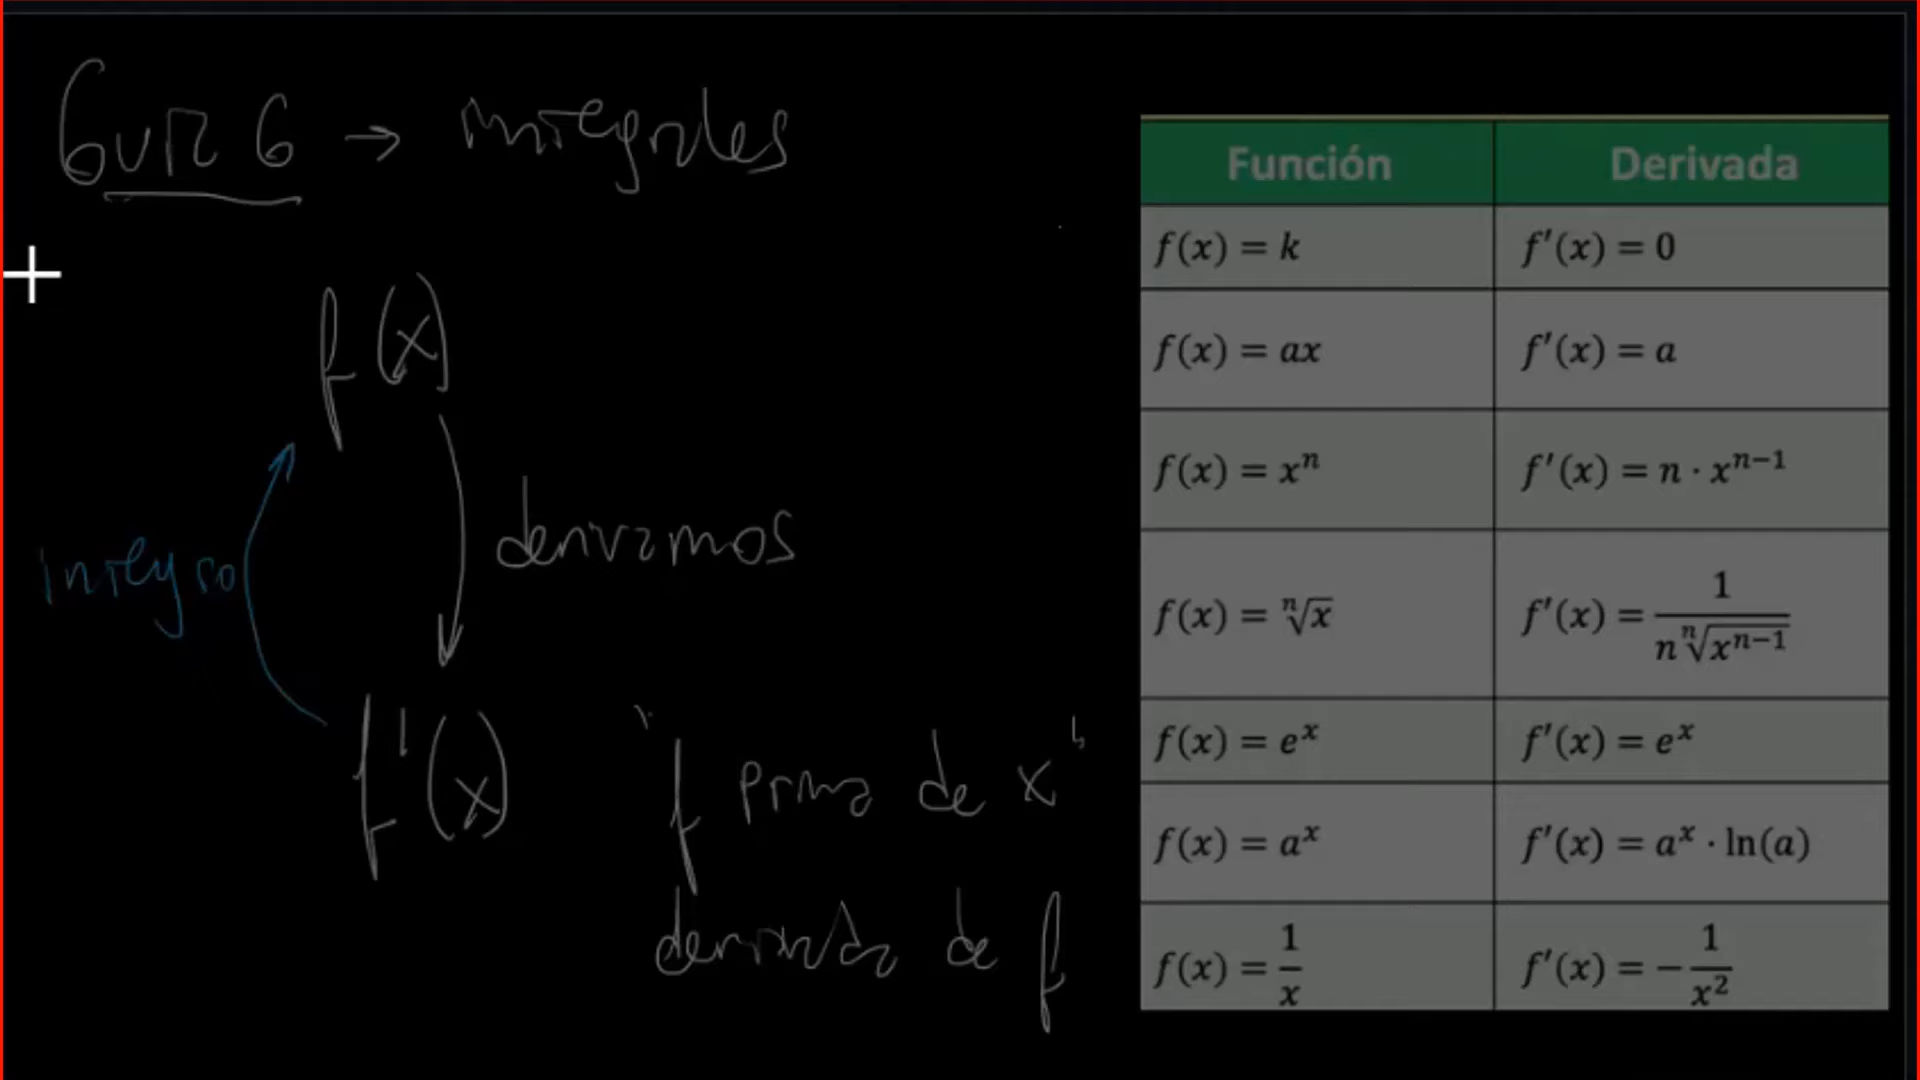 Guia 6 → integrales
f(x)
integro
derivamos
f'(x)
"f prima de x"
derivada de f
Función Derivada
f(x) = k f'(x) = 0
f(x) = ax f'(x) = a
f(x) = xⁿ f'(x) = n · xⁿ⁻¹
f(x) = ⁿ√x f'(x) = 1 / (n ⁿ√xⁿ⁻¹)
f(x) = eˣ f'(x) = eˣ
f(x) = aˣ f'(x) = aˣ · ln(a)
f(x) = 1/x f'(x) = −1/x²